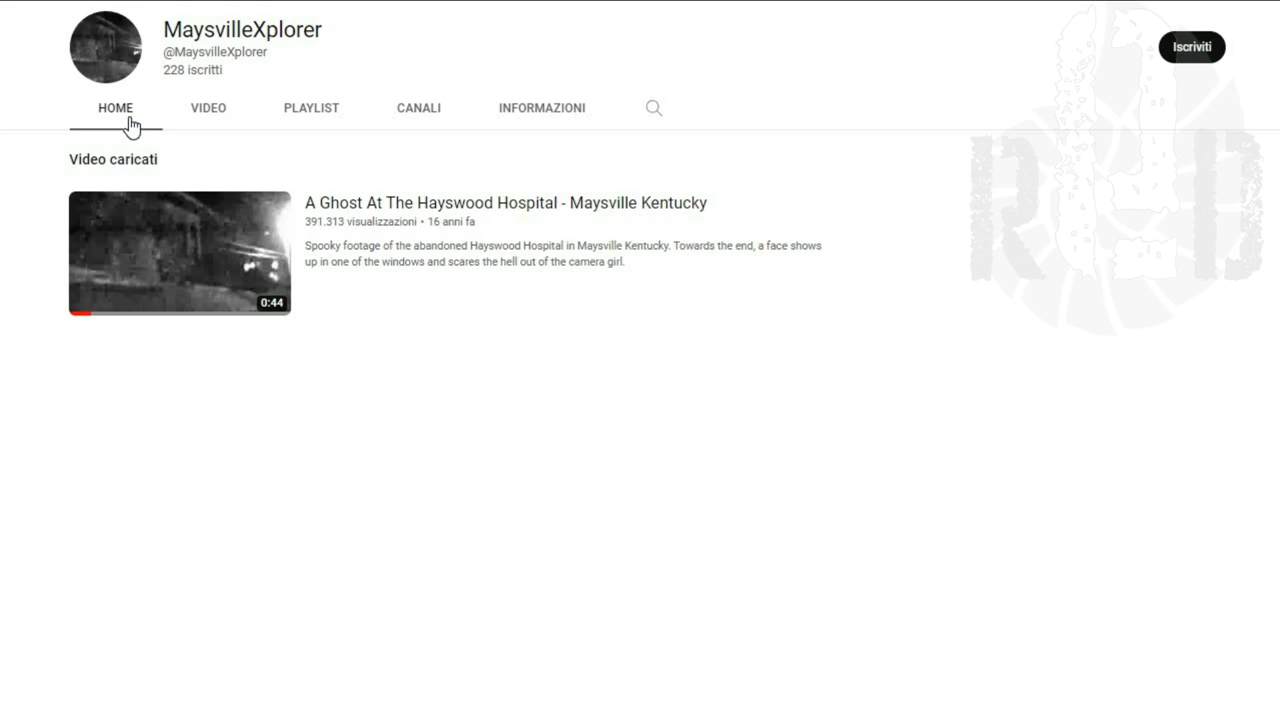 MaysvilleXplorer
@MaysvilleXplorer
228 iscritti
Iscriviti
HOME VIDEO PLAYLIST CANALI INFORMAZIONI
Video caricati
0:44
A Ghost At The Hayswood Hospital - Maysville Kentucky
391.313 visualizzazioni • 16 anni fa
Spooky footage of the abandoned Hayswood Hospital in Maysville Kentucky. Towards the end, a face shows
up in one of the windows and scares the hell out of the camera girl.